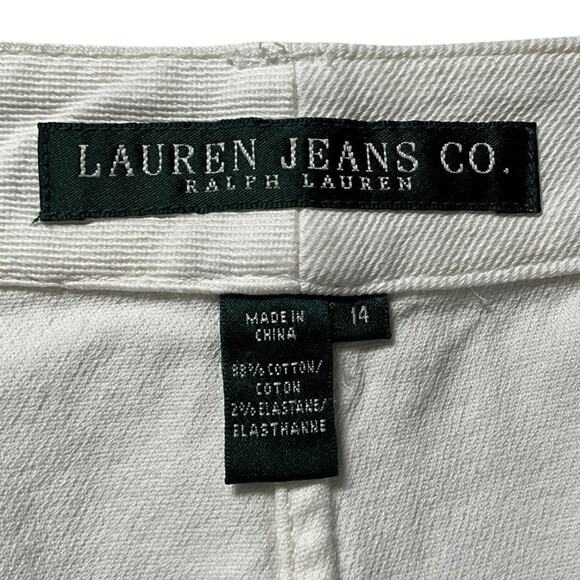 LAUREN JEANS CO.
RALPH LAUREN
MADE IN
CHINA
14
98% COTTON/
COTON
2% ELASTANE/
ELASTHANNE